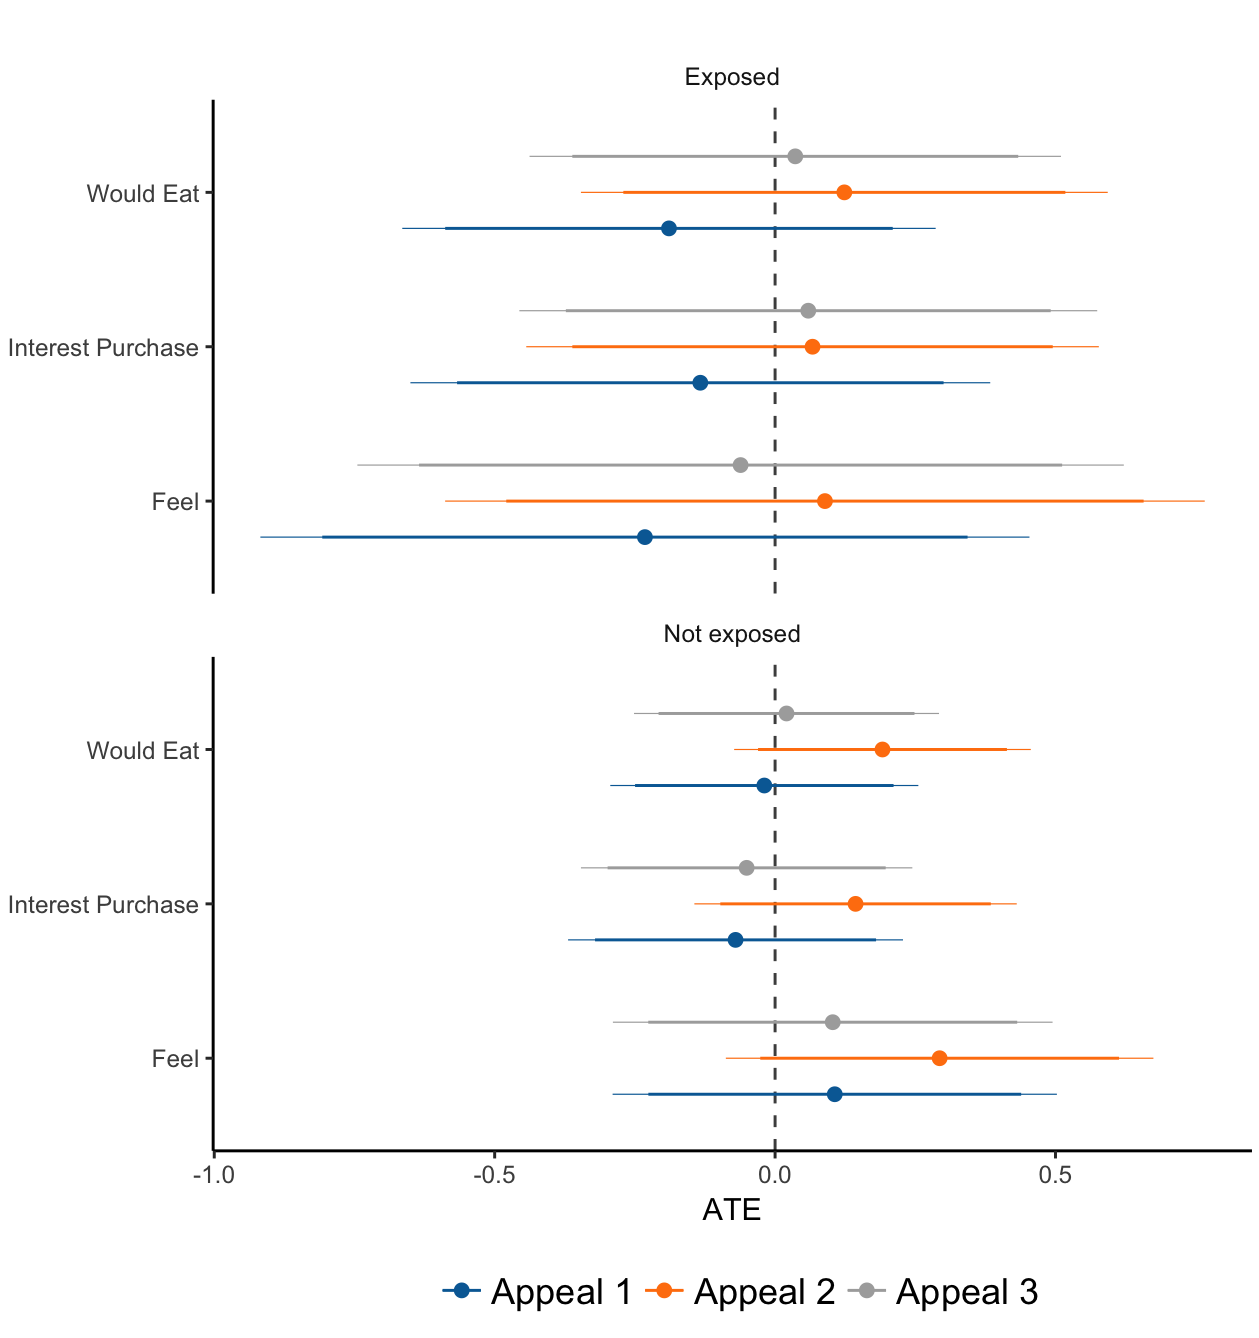 Exposed
Would Eat
Interest Purchase
Feel
Not exposed
Would Eat
Interest Purchase
Feel
-1.0 -0.5 0.0 0.5
ATE
Appeal 1 Appeal 2 Appeal 3